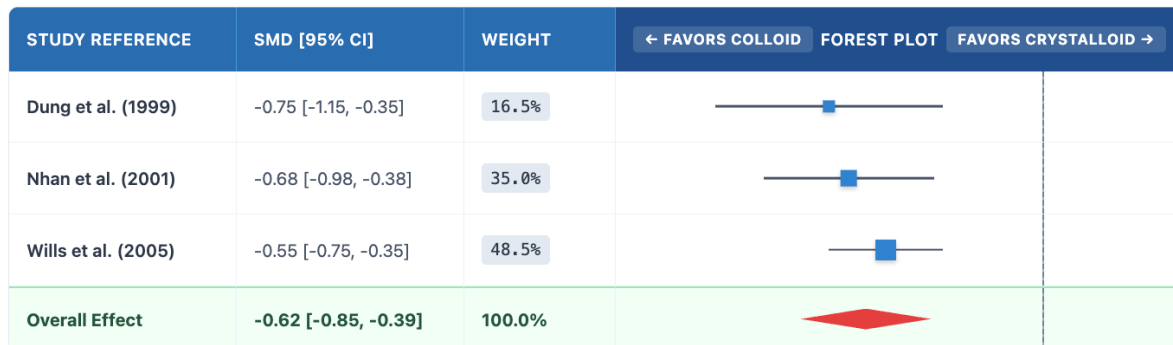 STUDY REFERENCE SMD [95% CI] WEIGHT ← FAVORS COLLOID FOREST PLOT FAVORS CRYSTALLOID →
Dung et al. (1999) -0.75 [-1.15, -0.35] 16.5%
Nhan et al. (2001) -0.68 [-0.98, -0.38] 35.0%
Wills et al. (2005) -0.55 [-0.75, -0.35] 48.5%
Overall Effect -0.62 [-0.85, -0.39] 100.0%